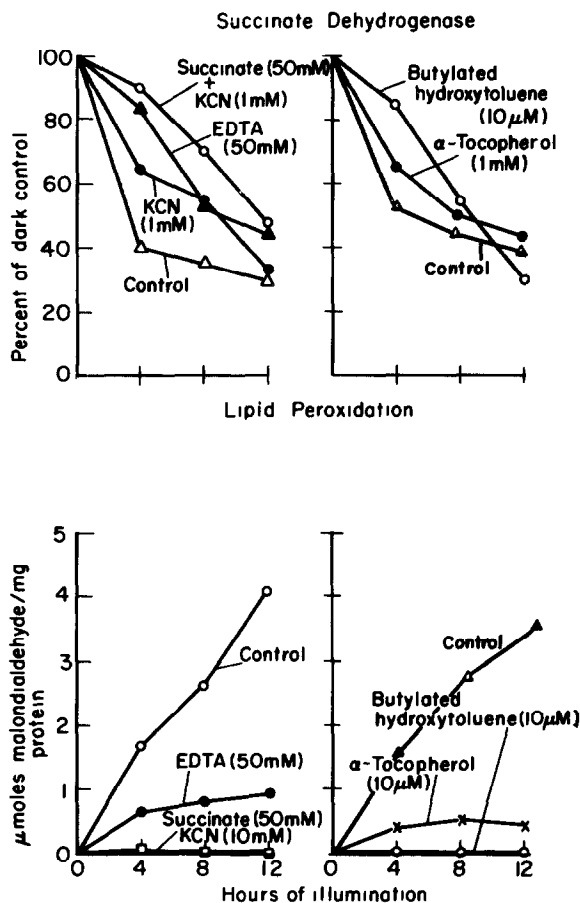 Succinate Dehydrogenase
Percent of dark control
100
80
60
40
20
0
Succinate (50mM)
+
KCN (1mM)
EDTA
(50mM)
KCN
(1mM)
Control
Butylated
hydroxytoluene
(10μM)
α-Tocopherol
(1mM)
Control
Lipid Peroxidation
μmoles malondialdehyde/mg
protein
5
4
3
2
1
0
Control
EDTA (50mM)
Succinate (50mM)
KCN (10mM)
0 4 8 12
Control
Butylated
hydroxytoluene (10μM)
α-Tocopherol
(10μM)
0 4 8 12
Hours of illumination